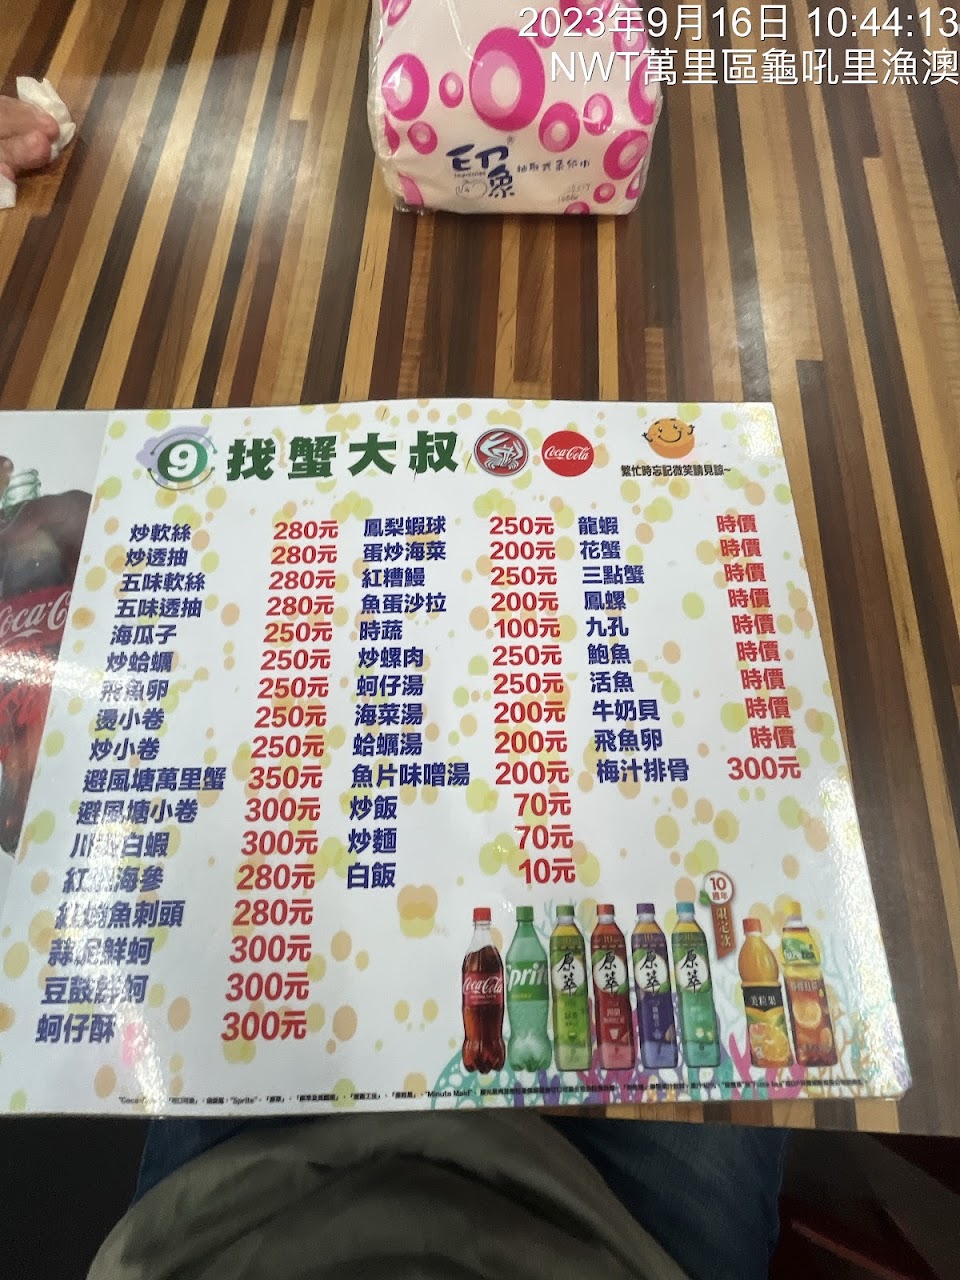 2023年9月16日 10:44:13
NWT萬里區龜吼里漁澳
印象
抽取式柔紙巾
9 找蟹大叔
Coca-Cola
繁忙時忘記微笑請見諒~
炒軟絲 280元
炒透抽 280元
五味軟絲 280元
五味透抽 280元
海瓜子 250元
炒蛤蠣 250元
飛魚卵 250元
燙小卷 250元
炒小卷 250元
避風塘萬里蟹 350元
避風塘小卷 300元
白蝦 300元
海參 280元
魚刺頭 280元
蒜泥鮮蚵 300元
豆豉鮮蚵 300元
蚵仔酥 300元
鳳梨蝦球 250元
蛋炒海菜 200元
紅糟鰻 250元
魚蛋沙拉 200元
時蔬 100元
炒螺肉 250元
蚵仔湯 250元
海菜湯 200元
蛤蠣湯 200元
魚片味噌湯 200元
炒飯 70元
炒麵 70元
白飯 10元
龍蝦 時價
花蟹 時價
三點蟹 時價
鳳螺 時價
九孔 時價
鮑魚 時價
活魚 時價
牛奶貝 時價
飛魚卵 時價
梅汁排骨 300元
10週年
限定款
Coca-Cola
Sprite
原萃
原萃
原萃
原萃
美粒果